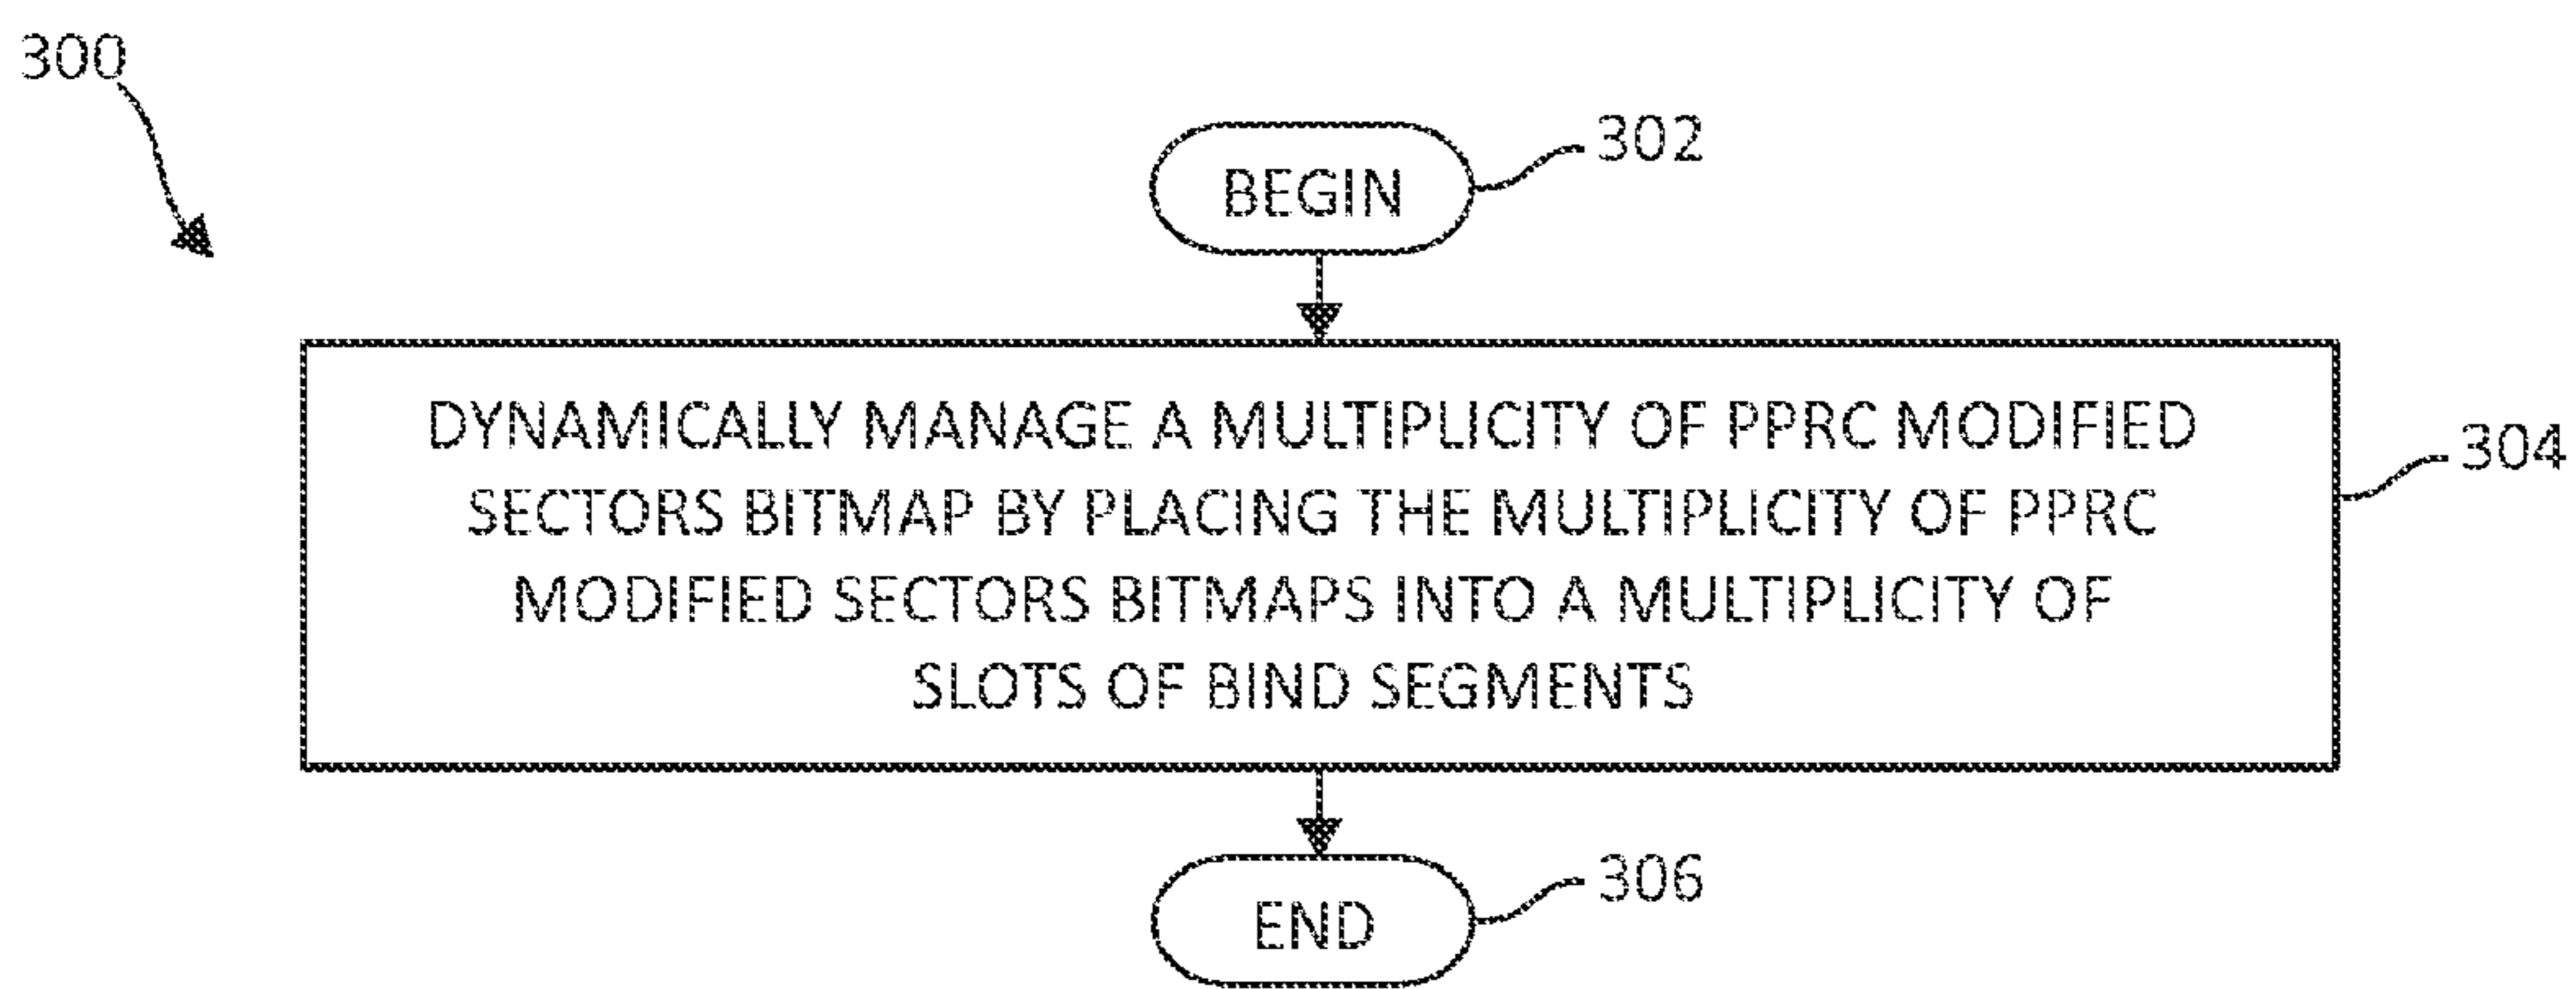 300
BEGIN
302
DYNAMICALLY MANAGE A MULTIPLICITY OF PPRC MODIFIED
SECTORS BITMAP BY PLACING THE MULTIPLICITY OF PPRC
MODIFIED SECTORS BITMAPS INTO A MULTIPLICITY OF
SLOTS OF BIND SEGMENTS
304
END
306